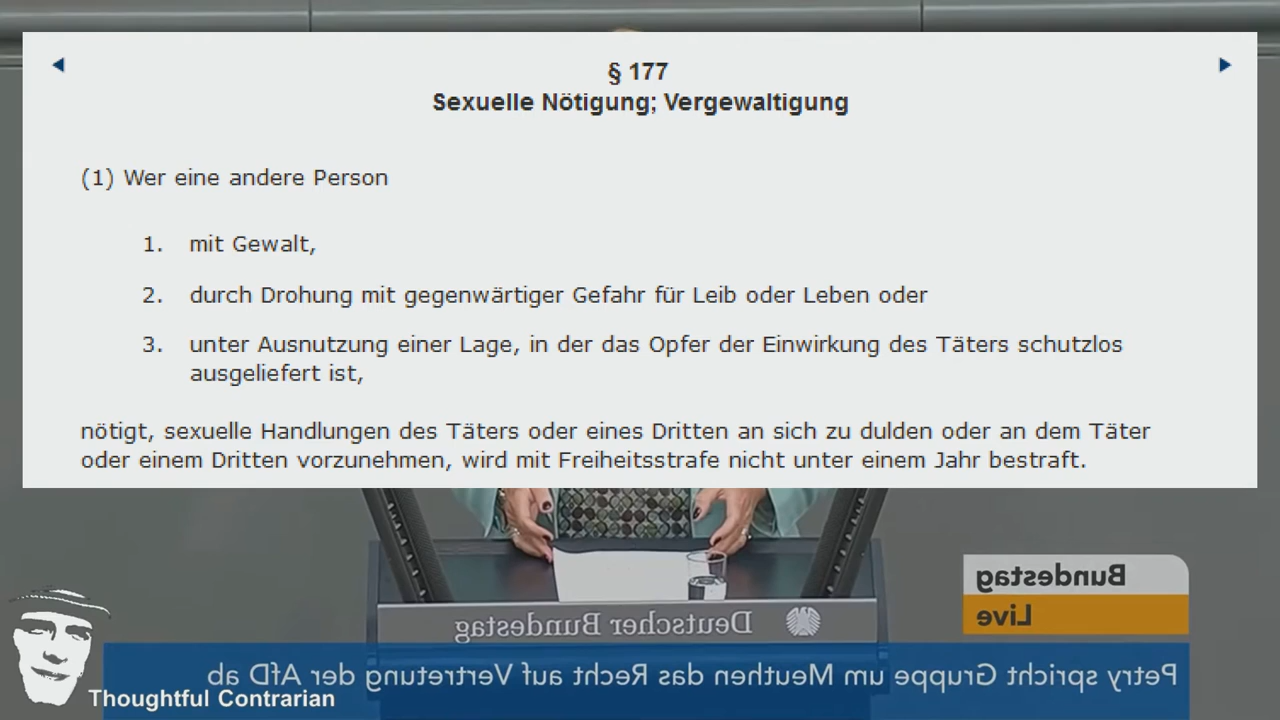 § 177
Sexuelle Nötigung; Vergewaltigung
(1) Wer eine andere Person
1. mit Gewalt,
2. durch Drohung mit gegenwärtiger Gefahr für Leib oder Leben oder
3. unter Ausnutzung einer Lage, in der das Opfer der Einwirkung des Täters schutzlos
ausgeliefert ist,
nötigt, sexuelle Handlungen des Täters oder eines Dritten an sich zu dulden oder an dem Täter
oder einem Dritten vorzunehmen, wird mit Freiheitsstrafe nicht unter einem Jahr bestraft.
Bundestag
Live
Deutscher Bundestag
Petry spricht Gruppe um Meuthen das Recht auf Vertretung der AfD ab
Thoughtful Contrarian